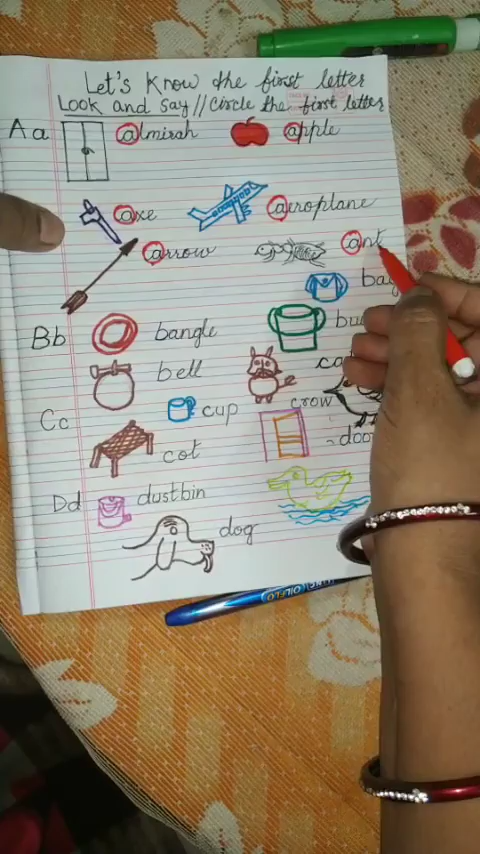 Let's Know the first letter
Look and Say // Circle the first letter
Aa almirah apple
axe aeroplane
arrow ant
Bb bangle
bell
Cc cup crow
cot
Dd dustbin
dog